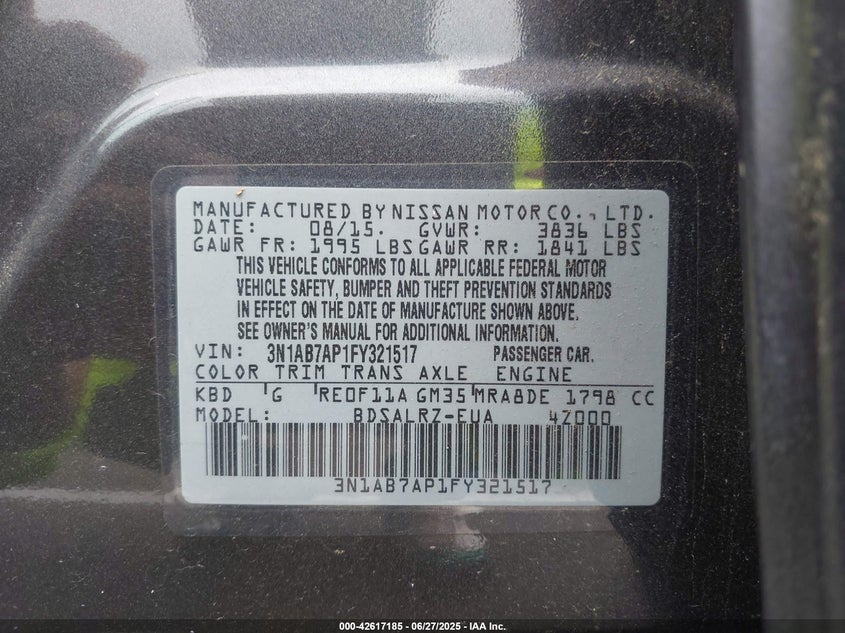 MANUFACTURED BY NISSAN MOTOR CO., LTD.
DATE: 08/15. GVWR: 3836 LBS
GAWR FR: 1995 LBS GAWR RR: 1841 LBS
THIS VEHICLE CONFORMS TO ALL APPLICABLE FEDERAL MOTOR
VEHICLE SAFETY, BUMPER AND THEFT PREVENTION STANDARDS
IN EFFECT ON THE DATE OF MANUFACTURE SHOWN ABOVE.
SEE OWNER'S MANUAL FOR ADDITIONAL INFORMATION.
VIN: 3N1AB7AP1FY321517 PASSENGER CAR.
COLOR TRIM TRANS AXLE ENGINE
KBD G RE0F11A GM35 MRA8DE 1798 CC
MODEL: BDSALRZ-EUA 4Z000
3N1AB7AP1FY321517
000-42617185 - 06/27/2025 - IAA Inc.